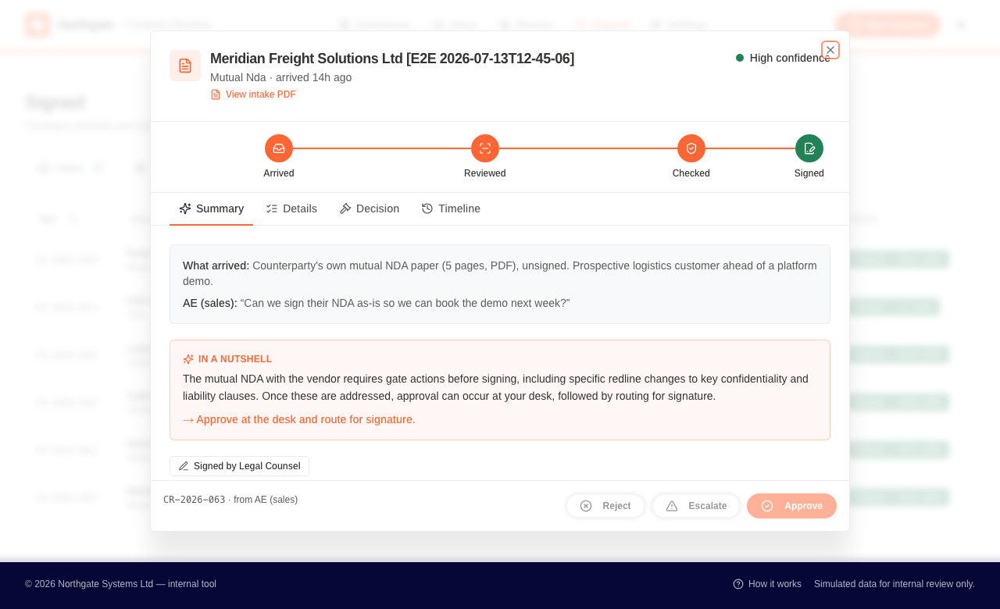 Meridian Freight Solutions Ltd [E2E 2026-07-13T12-45-06]
High confidence
Mutual Nda · arrived 14h ago
View intake PDF
Arrived
Reviewed
Checked
Signed
Summary
Details
Decision
Timeline
What arrived: Counterparty's own mutual NDA paper (5 pages, PDF), unsigned. Prospective logistics customer ahead of a platform
demo.
AE (sales): “Can we sign their NDA as-is so we can book the demo next week?”
IN A NUTSHELL
The mutual NDA with the vendor requires gate actions before signing, including specific redline changes to key confidentiality and
liability clauses. Once these are addressed, approval can occur at your desk, followed by routing for signature.
→ Approve at the desk and route for signature.
Signed by Legal Counsel
CR-2026-063 · from AE (sales)
Reject
Escalate
Approve
© 2026 Northgate Systems Ltd — internal tool
How it works
Simulated data for internal review only.